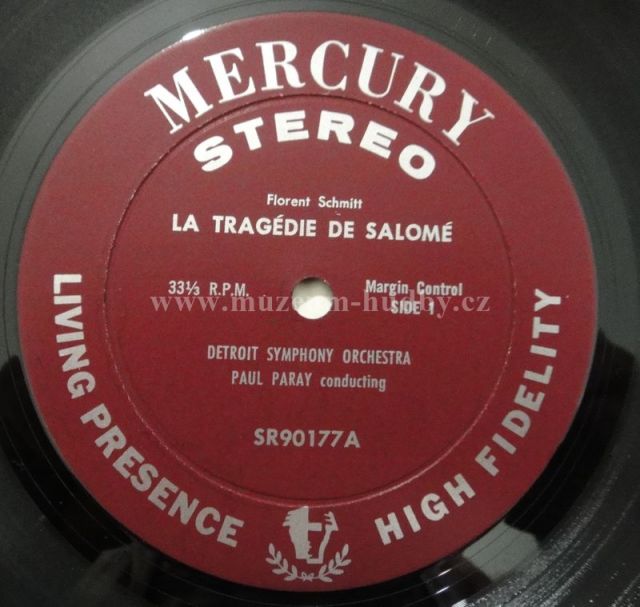 MERCURY
STEREO
Florent Schmitt
LA TRAGÉDIE DE SALOMÉ
33⅓ R.P.M.
Margin Control
SIDE 1
www.muzeum-hudby.cz
DETROIT SYMPHONY ORCHESTRA
PAUL PARAY conducting
SR90177A
LIVING PRESENCE
HIGH FIDELITY